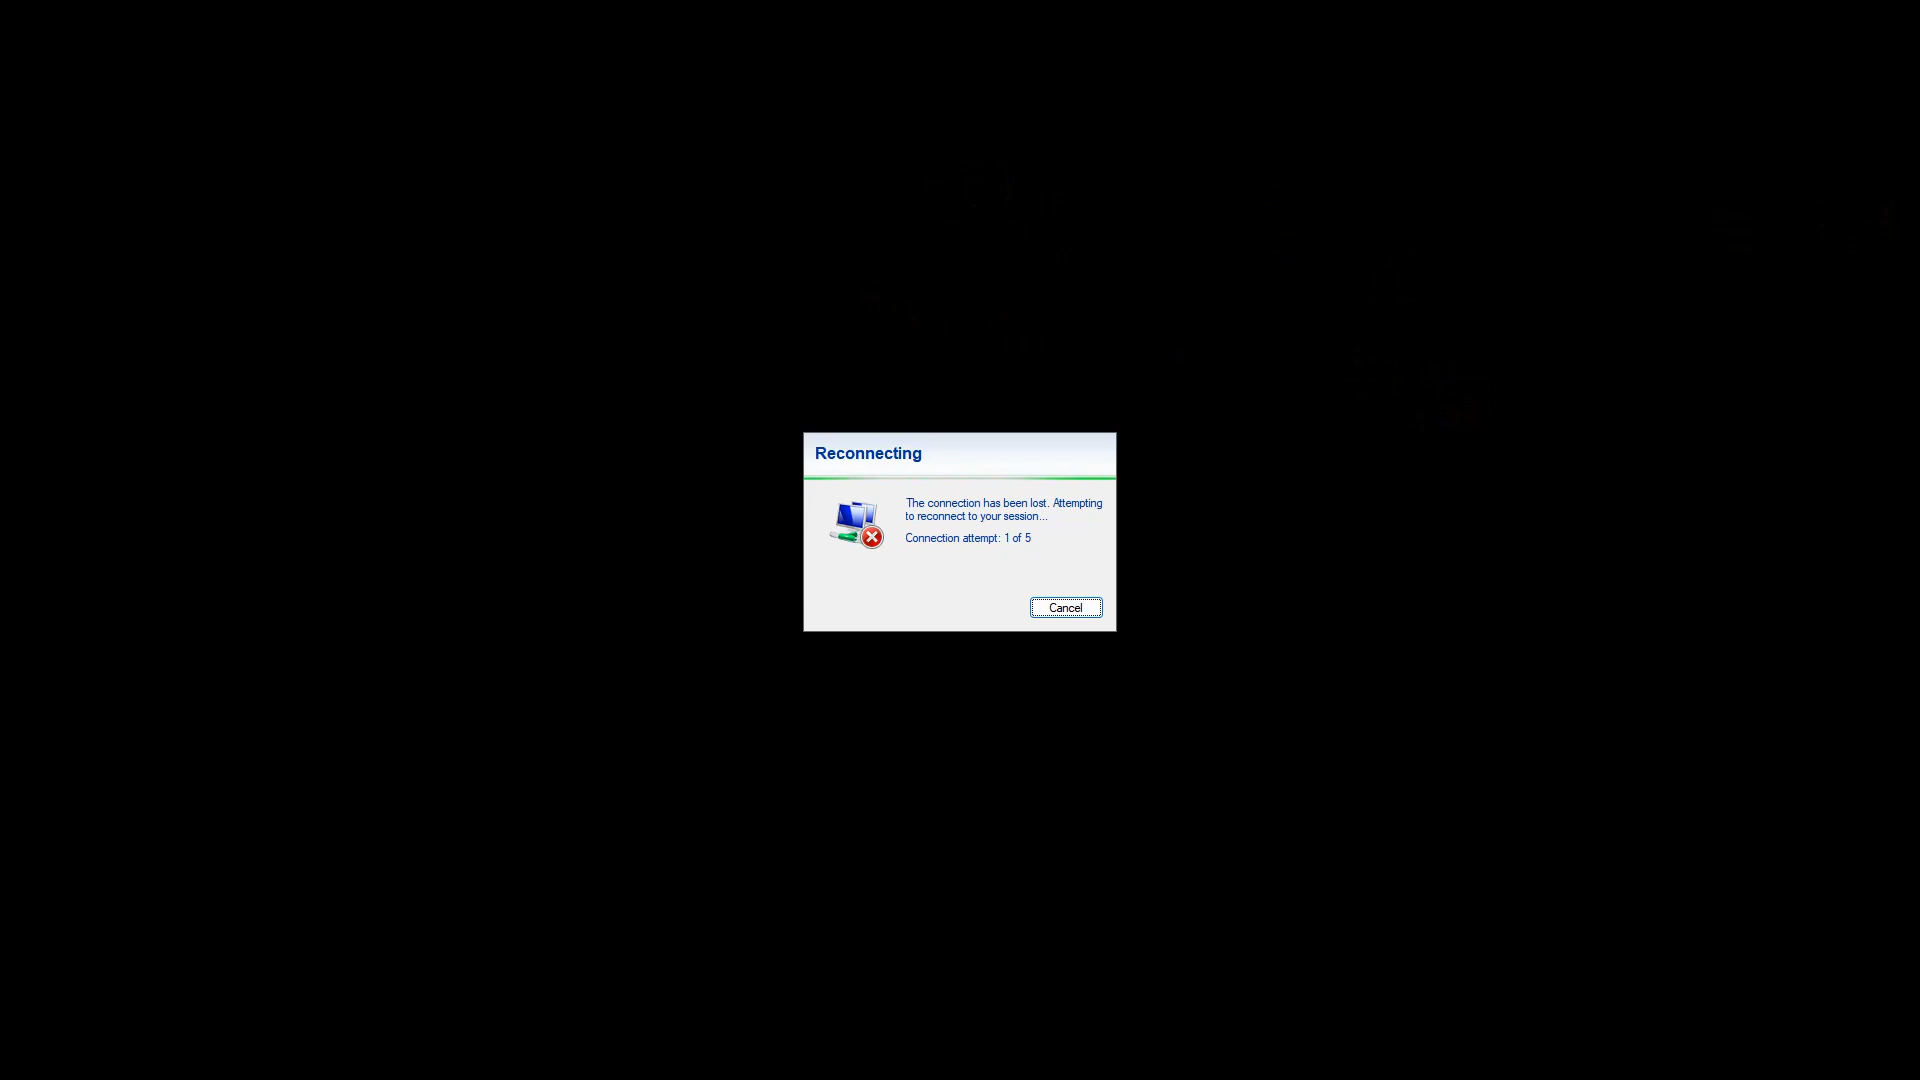 Reconnecting
The connection has been lost. Attempting
to reconnect to your session...
Connection attempt: 1 of 5
Cancel